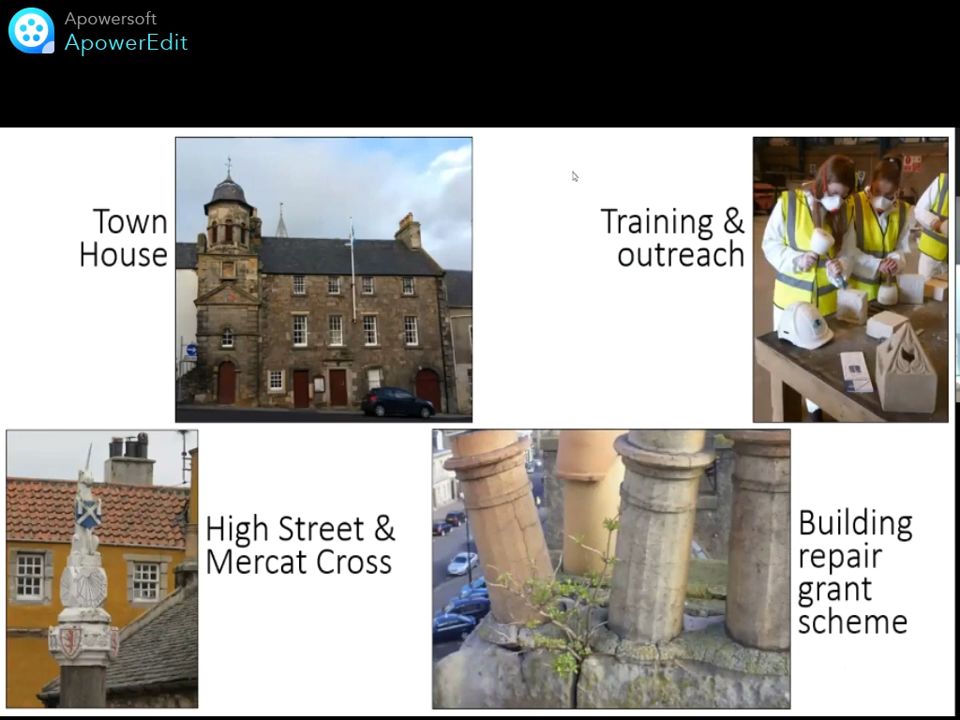 Apowersoft
ApowerEdit
Town
House
Training &
outreach
High Street &
Mercat Cross
Building
repair
grant
scheme